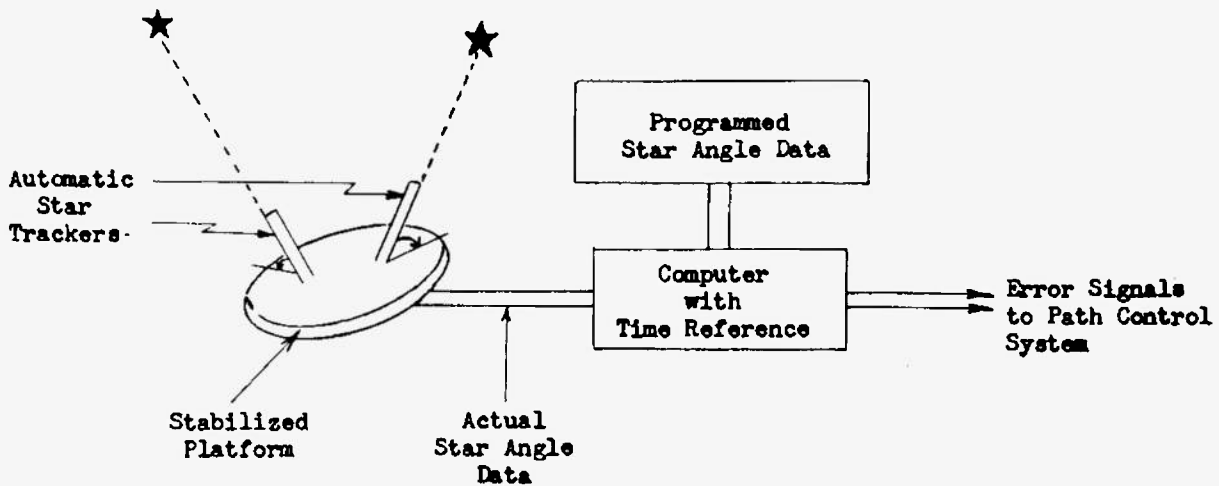 Programmed
Star Angle Data
Automatic
Star
Trackers-
Computer
with
Time Reference
Error Signals
to Path Control
System
Stabilized
Platform
Actual
Star Angle
Data